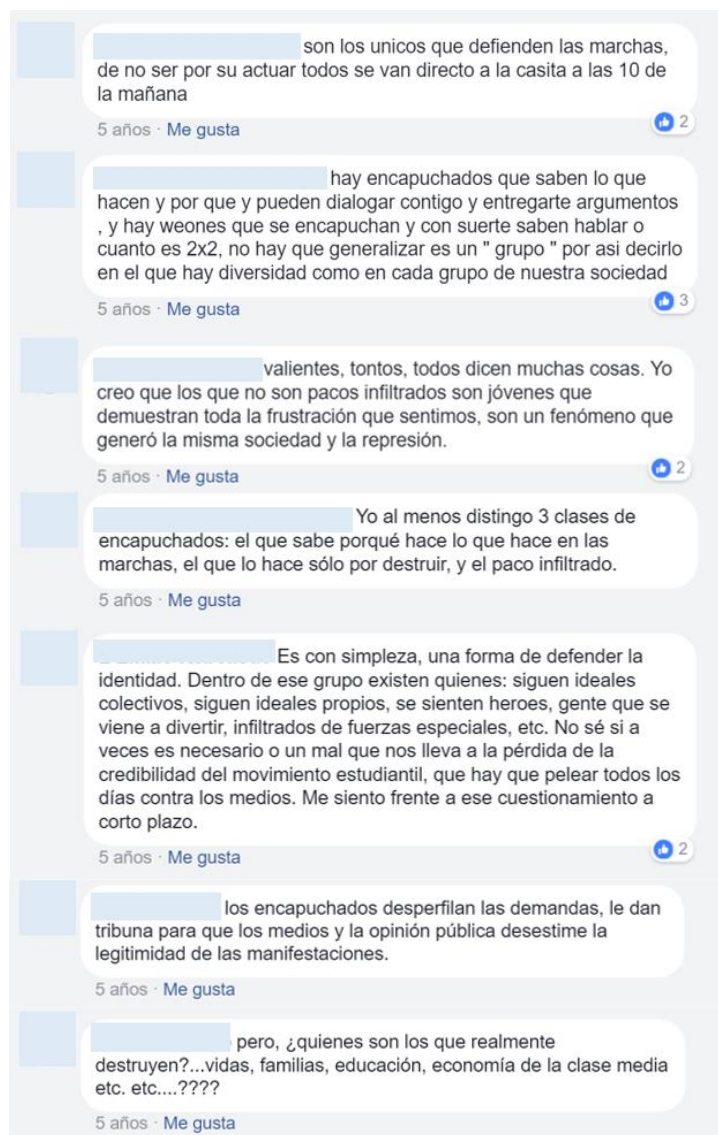 son los unicos que defienden las marchas,
de no ser por su actuar todos se van directo a la casita a las 10 de
la mañana
2
5 años · Me gusta
hay encapuchados que saben lo que
hacen y por que y pueden dialogar contigo y entregarte argumentos
, y hay weones que se encapuchan y con suerte saben hablar o
cuanto es 2x2, no hay que generalizar es un " grupo " por asi decirlo
en el que hay diversidad como en cada grupo de nuestra sociedad
3
5 años · Me gusta
valientes, tontos, todos dicen muchas cosas. Yo
creo que los que no son pacos infiltrados son jóvenes que
demuestran toda la frustración que sentimos, son un fenómeno que
generó la misma sociedad y la represión.
2
5 años · Me gusta
Yo al menos distingo 3 clases de
encapuchados: el que sabe porqué hace lo que hace en las
marchas, el que lo hace sólo por destruir, y el paco infiltrado.
5 años · Me gusta
Es con simpleza, una forma de defender la
identidad. Dentro de ese grupo existen quienes: siguen ideales
colectivos, siguen ideales propios, se sienten heroes, gente que se
viene a divertir, infiltrados de fuerzas especiales, etc. No sé si a
veces es necesario o un mal que nos lleva a la pérdida de la
credibilidad del movimiento estudiantil, que hay que pelear todos los
días contra los medios. Me siento frente a ese cuestionamiento a
corto plazo.
2
5 años · Me gusta
los encapuchados desperfilan las demandas, le dan
tribuna para que los medios y la opinión pública desestime la
legitimidad de las manifestaciones.
5 años · Me gusta
pero, ¿quienes son los que realmente
destruyen?...vidas, familias, educación, economía de la clase media
etc. etc....????
5 años · Me gusta